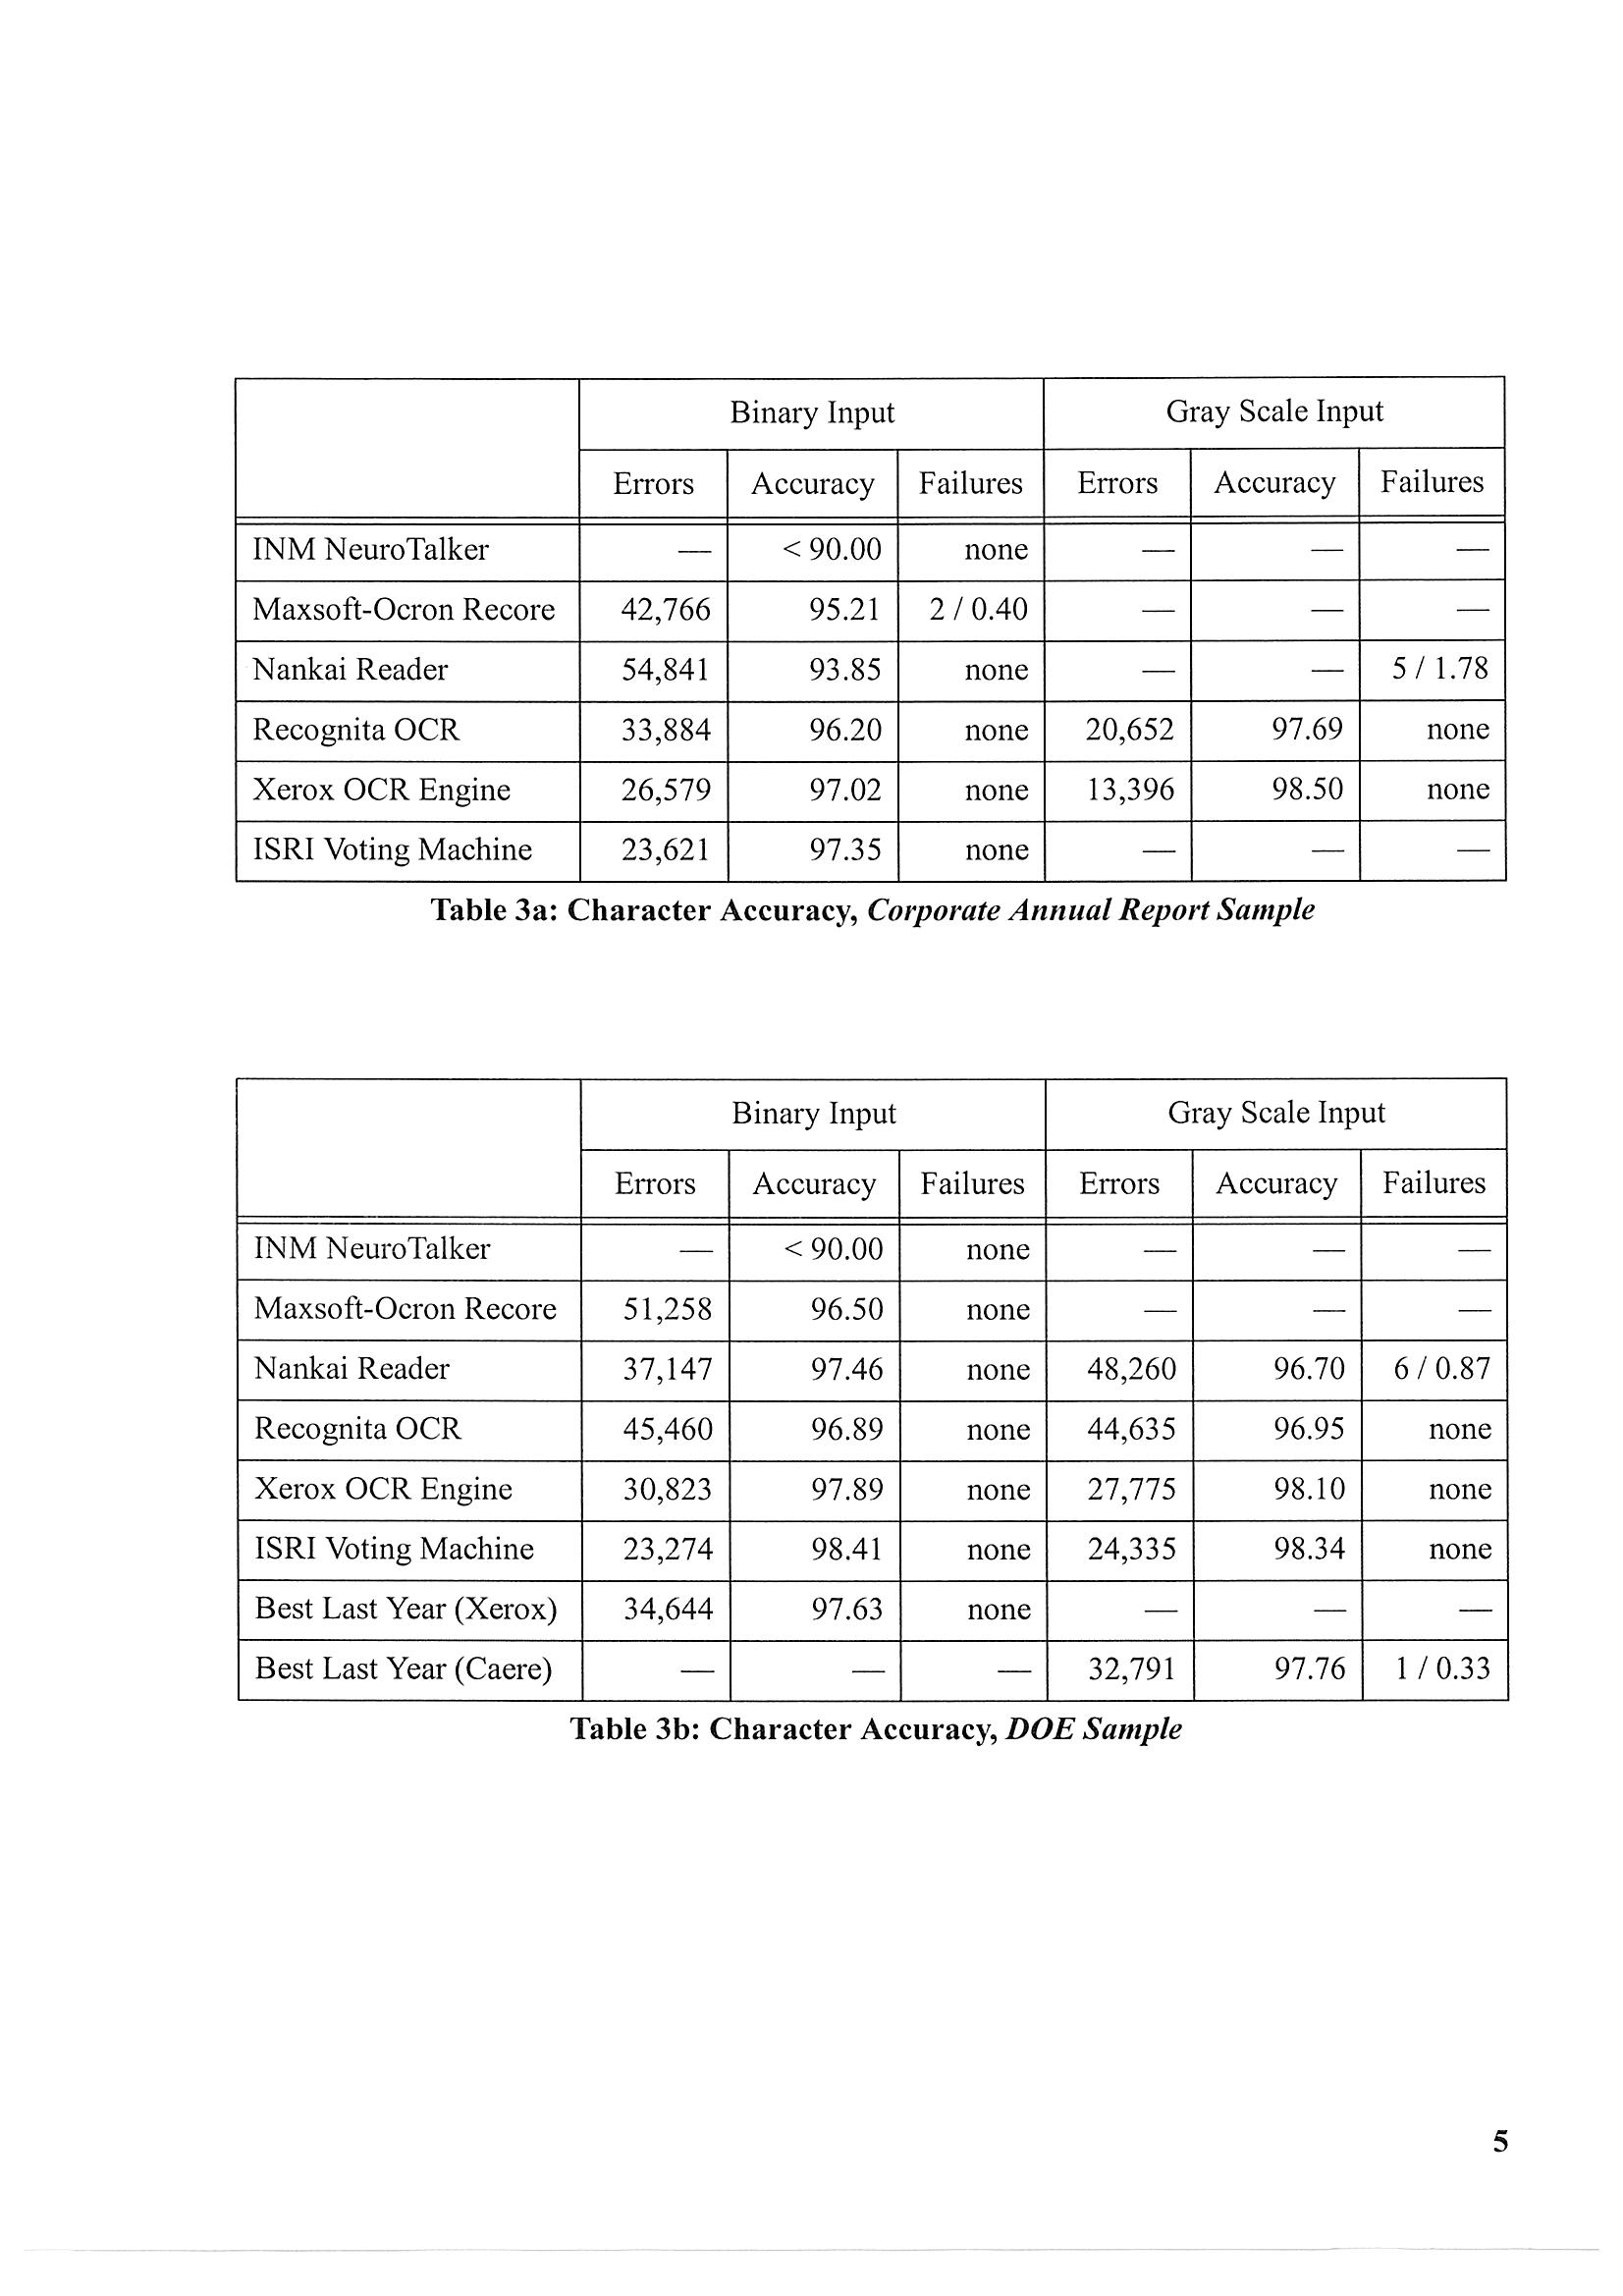 Binary Input Gray Scale Input
Errors Accuracy Failures Errors Accuracy Failures
INM NeuroTalker — < 90.00 none — — —
Maxsoft-Ocron Recore 42,766 95.21 2 / 0.40 — — —
Nankai Reader 54,841 93.85 none — — 5 / 1.78
Recognita OCR 33,884 96.20 none 20,652 97.69 none
Xerox OCR Engine 26,579 97.02 none 13,396 98.50 none
ISRI Voting Machine 23,621 97.35 none — — —
Table 3a: Character Accuracy, Corporate Annual Report Sample
Binary Input Gray Scale Input
Errors Accuracy Failures Errors Accuracy Failures
INM NeuroTalker — < 90.00 none — — —
Maxsoft-Ocron Recore 51,258 96.50 none — — —
Nankai Reader 37,147 97.46 none 48,260 96.70 6 / 0.87
Recognita OCR 45,460 96.89 none 44,635 96.95 none
Xerox OCR Engine 30,823 97.89 none 27,775 98.10 none
ISRI Voting Machine 23,274 98.41 none 24,335 98.34 none
Best Last Year (Xerox) 34,644 97.63 none — — —
Best Last Year (Caere) — — — 32,791 97.76 1 / 0.33
Table 3b: Character Accuracy, DOE Sample
5